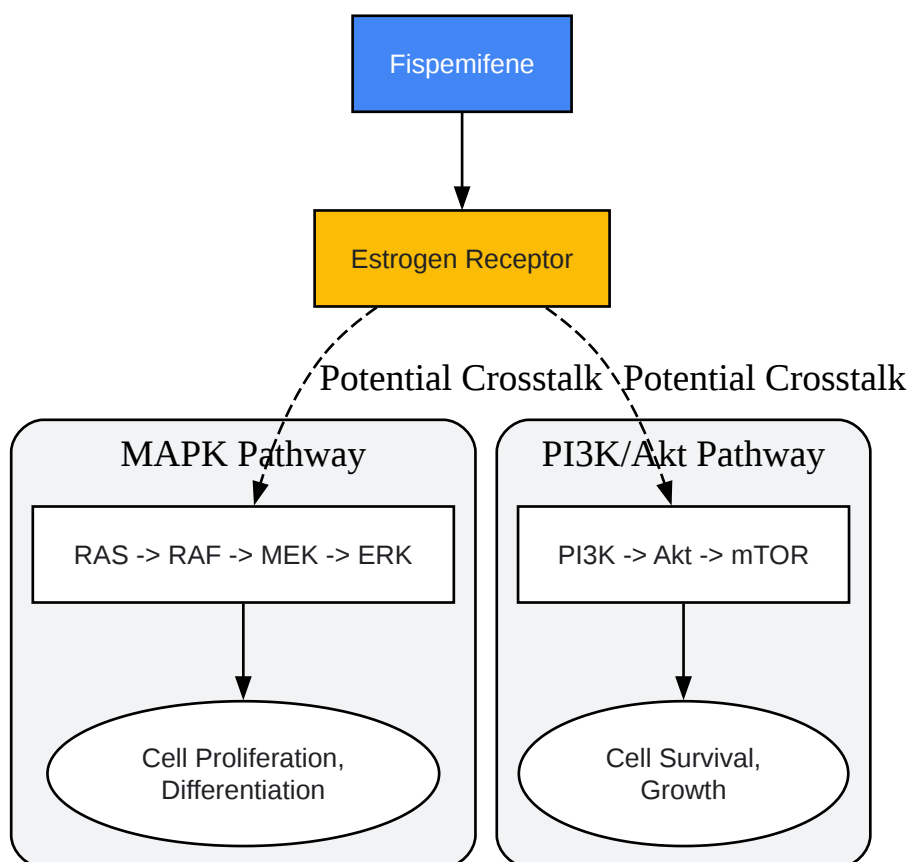 Fispemifene
Estrogen Receptor
Potential Crosstalk
Potential Crosstalk
MAPK Pathway
PI3K/Akt Pathway
RAS -> RAF -> MEK -> ERK
PI3K -> Akt -> mTOR
Cell Proliferation,
Differentiation
Cell Survival,
Growth